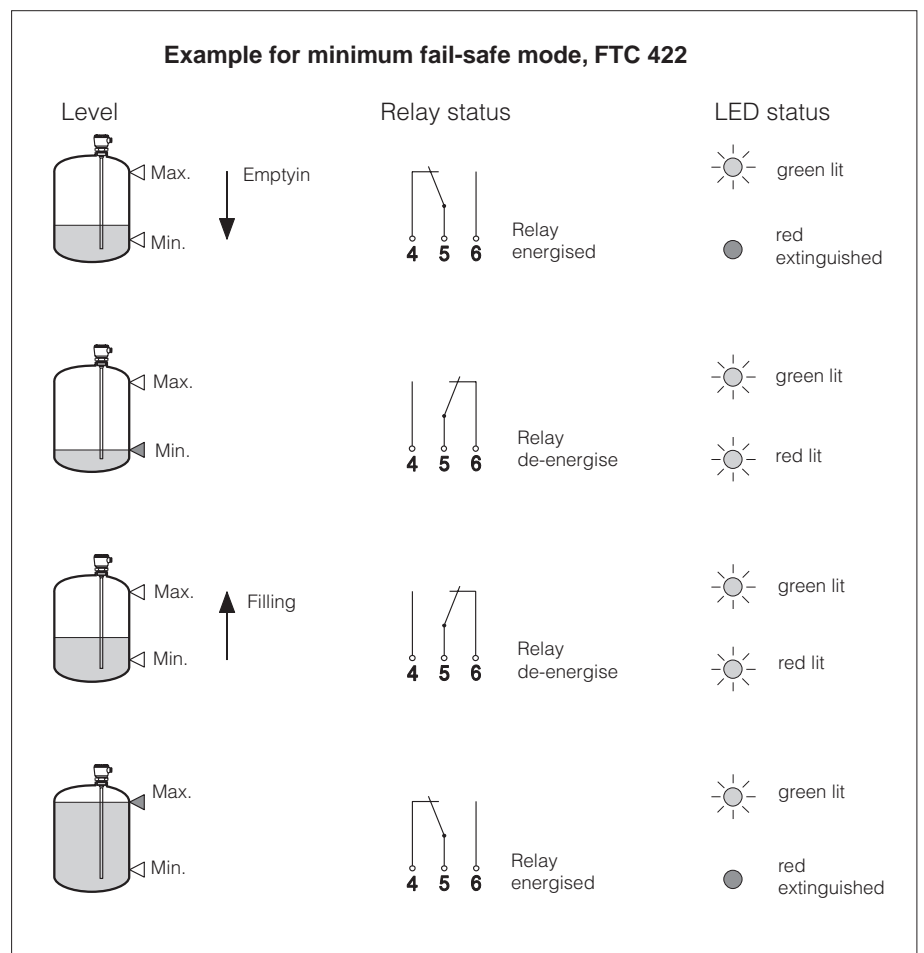 Example for minimum fail-safe mode, FTC 422
Level
Relay status
LED status
Max.
Min.
Emptyin
4 5 6
Relay
energised
green lit
red
extinguished
Max.
Min.
4 5 6
Relay
de-energise
green lit
red lit
Max.
Min.
Filling
4 5 6
Relay
de-energise
green lit
red lit
Max.
Min.
4 5 6
Relay
energised
green lit
red
extinguished